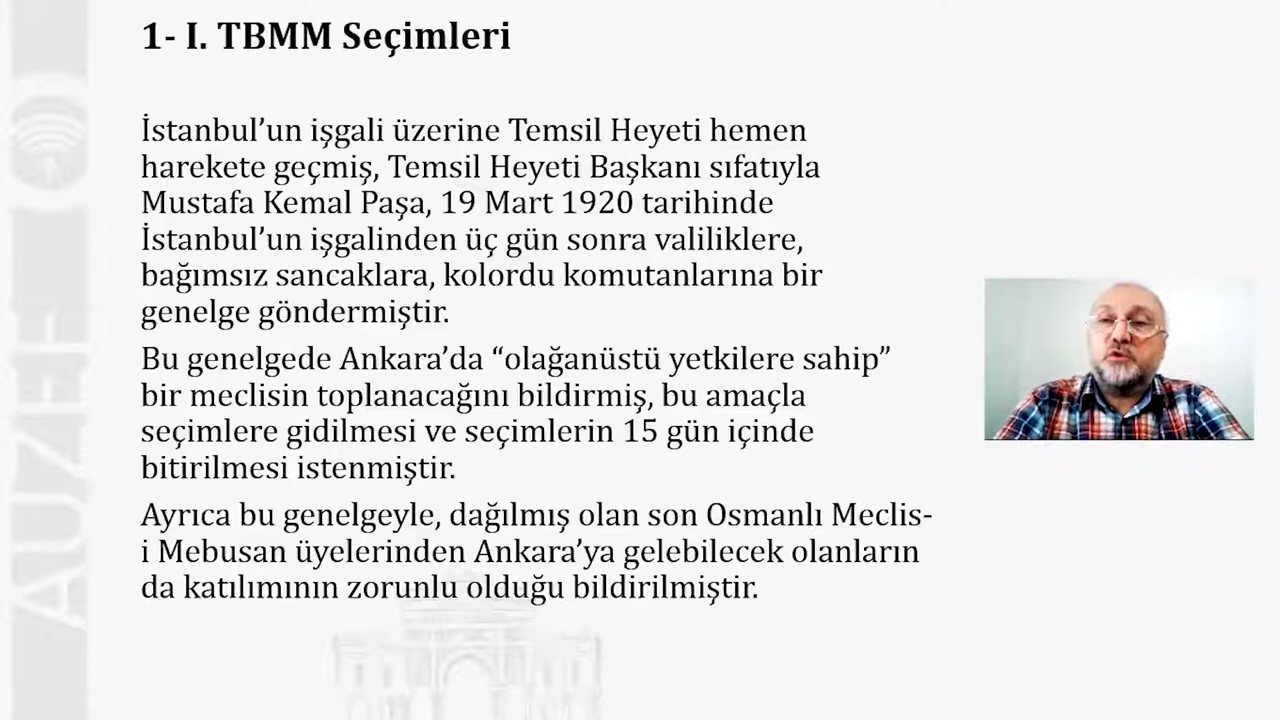 1- I. TBMM Seçimleri
İstanbul’un işgali üzerine Temsil Heyeti hemen
harekete geçmiş, Temsil Heyeti Başkanı sıfatıyla
Mustafa Kemal Paşa, 19 Mart 1920 tarihinde
İstanbul’un işgalinden üç gün sonra valiliklere,
bağımsız sancaklara, kolordu komutanlarına bir
genelge göndermiştir.
Bu genelgede Ankara’da “olağanüstü yetkilere sahip”
bir meclisin toplanacağını bildirmiş, bu amaçla
seçimlere gidilmesi ve seçimlerin 15 gün içinde
bitirilmesi istenmiştir.
Ayrıca bu genelgeyle, dağılmış olan son Osmanlı Meclis-
i Mebusan üyelerinden Ankara’ya gelebilecek olanların
da katılımının zorunlu olduğu bildirilmiştir.
AUZEF